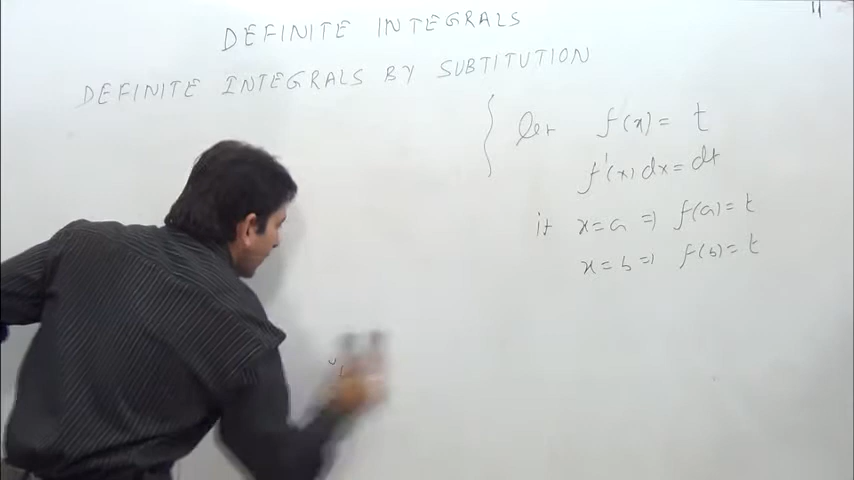 DEFINITE INTEGRALS
DEFINITE INTEGRALS BY SUBTITUTION
let f(x) = t
f'(x) dx = dt
if x = a ⇒ f(a) = t
x = b ⇒ f(b) = t